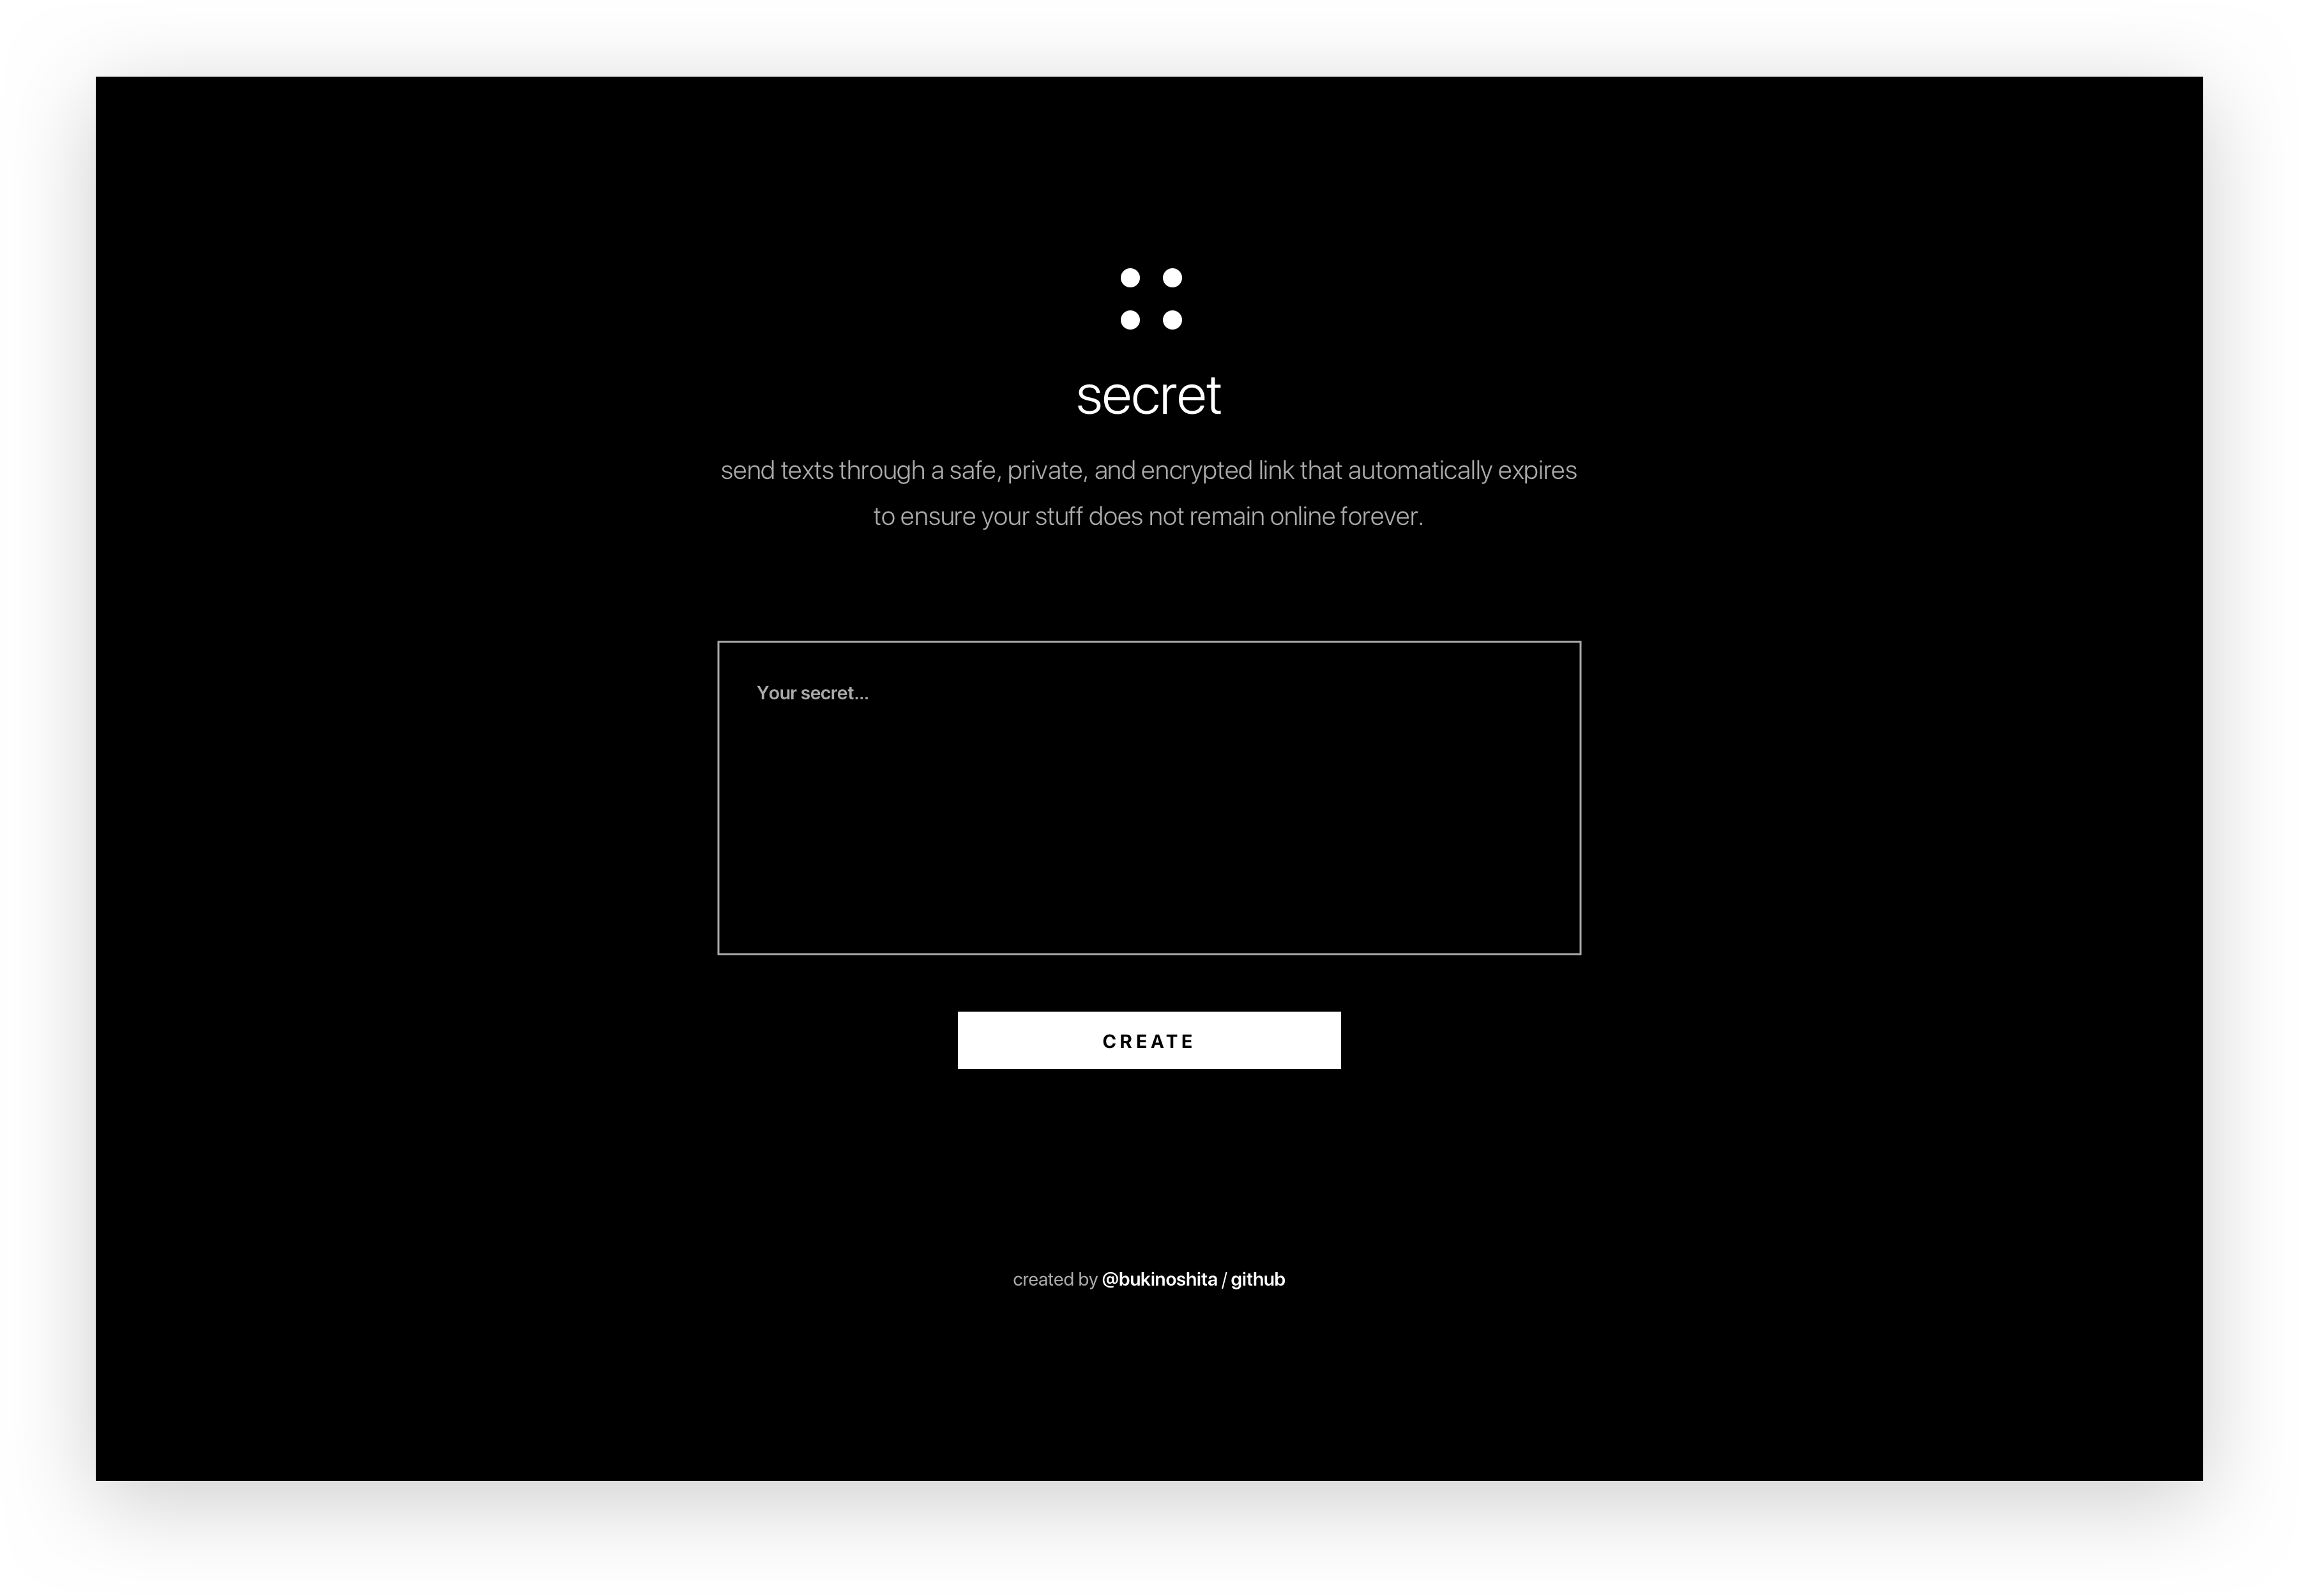 secret
send texts through a safe, private, and encrypted link that automatically expires
to ensure your stuff does not remain online forever.
Your secret...
CREATE
created by @bukinoshita / github